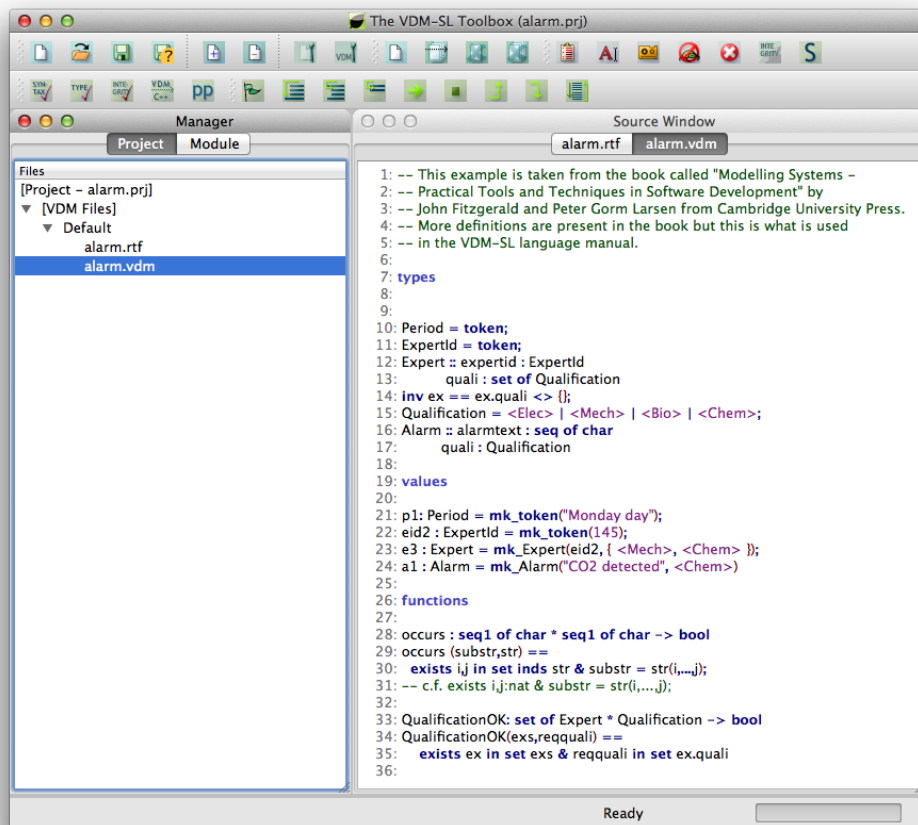 The VDM-SL Toolbox (alarm.prj)
VDM
A
INTE
GRITY
S
SYN-
TAX
TYPE
INTE-
GRITY
VDM
C++
pp
Manager
Project Module
Files
[Project – alarm.prj]
[VDM Files]
Default
alarm.rtf
alarm.vdm
Source Window
alarm.rtf alarm.vdm
1: -- This example is taken from the book called "Modelling Systems –
2: -- Practical Tools and Techniques in Software Development" by
3: -- John Fitzgerald and Peter Gorm Larsen from Cambridge University Press.
4: -- More definitions are present in the book but this is what is used
5: -- in the VDM-SL language manual.
6:
7: types
8:
9:
10: Period = token;
11: ExpertId = token;
12: Expert :: expertid : ExpertId
13: quali : set of Qualification
14: inv ex == ex.quali <> {};
15: Qualification = <Elec> | <Mech> | <Bio> | <Chem>;
16: Alarm :: alarmtext : seq of char
17: quali : Qualification
18:
19: values
20:
21: p1: Period = mk_token("Monday day");
22: eid2 : ExpertId = mk_token(145);
23: e3 : Expert = mk_Expert(eid2, { <Mech>, <Chem> });
24: a1 : Alarm = mk_Alarm("CO2 detected", <Chem>)
25:
26: functions
27:
28: occurs : seq1 of char * seq1 of char -> bool
29: occurs (substr,str) ==
30: exists i,j in set inds str & substr = str(i,...,j);
31: -- c.f. exists i,j:nat & substr = str(i,...,j);
32:
33: QualificationOK: set of Expert * Qualification -> bool
34: QualificationOK(exs,reqquali) ==
35: exists ex in set exs & reqquali in set ex.quali
36:
Ready